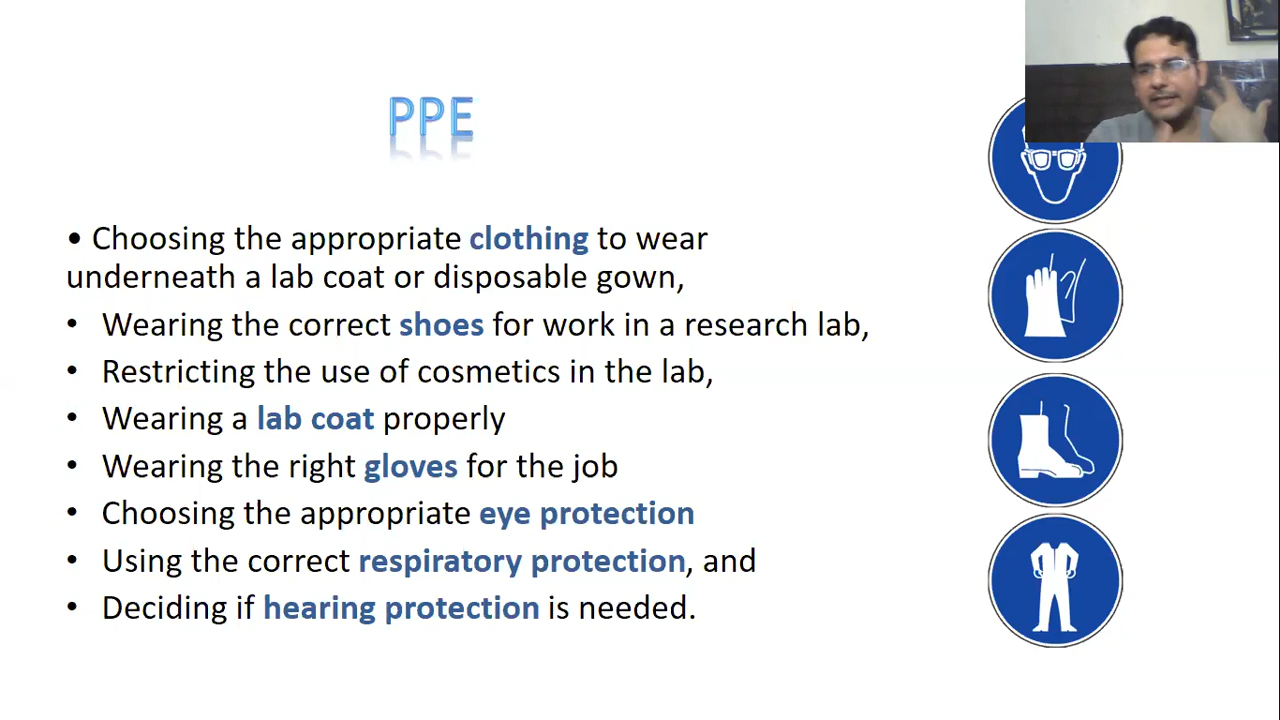 PPE
• Choosing the appropriate clothing to wear
underneath a lab coat or disposable gown,
• Wearing the correct shoes for work in a research lab,
• Restricting the use of cosmetics in the lab,
• Wearing a lab coat properly
• Wearing the right gloves for the job
• Choosing the appropriate eye protection
• Using the correct respiratory protection, and
• Deciding if hearing protection is needed.